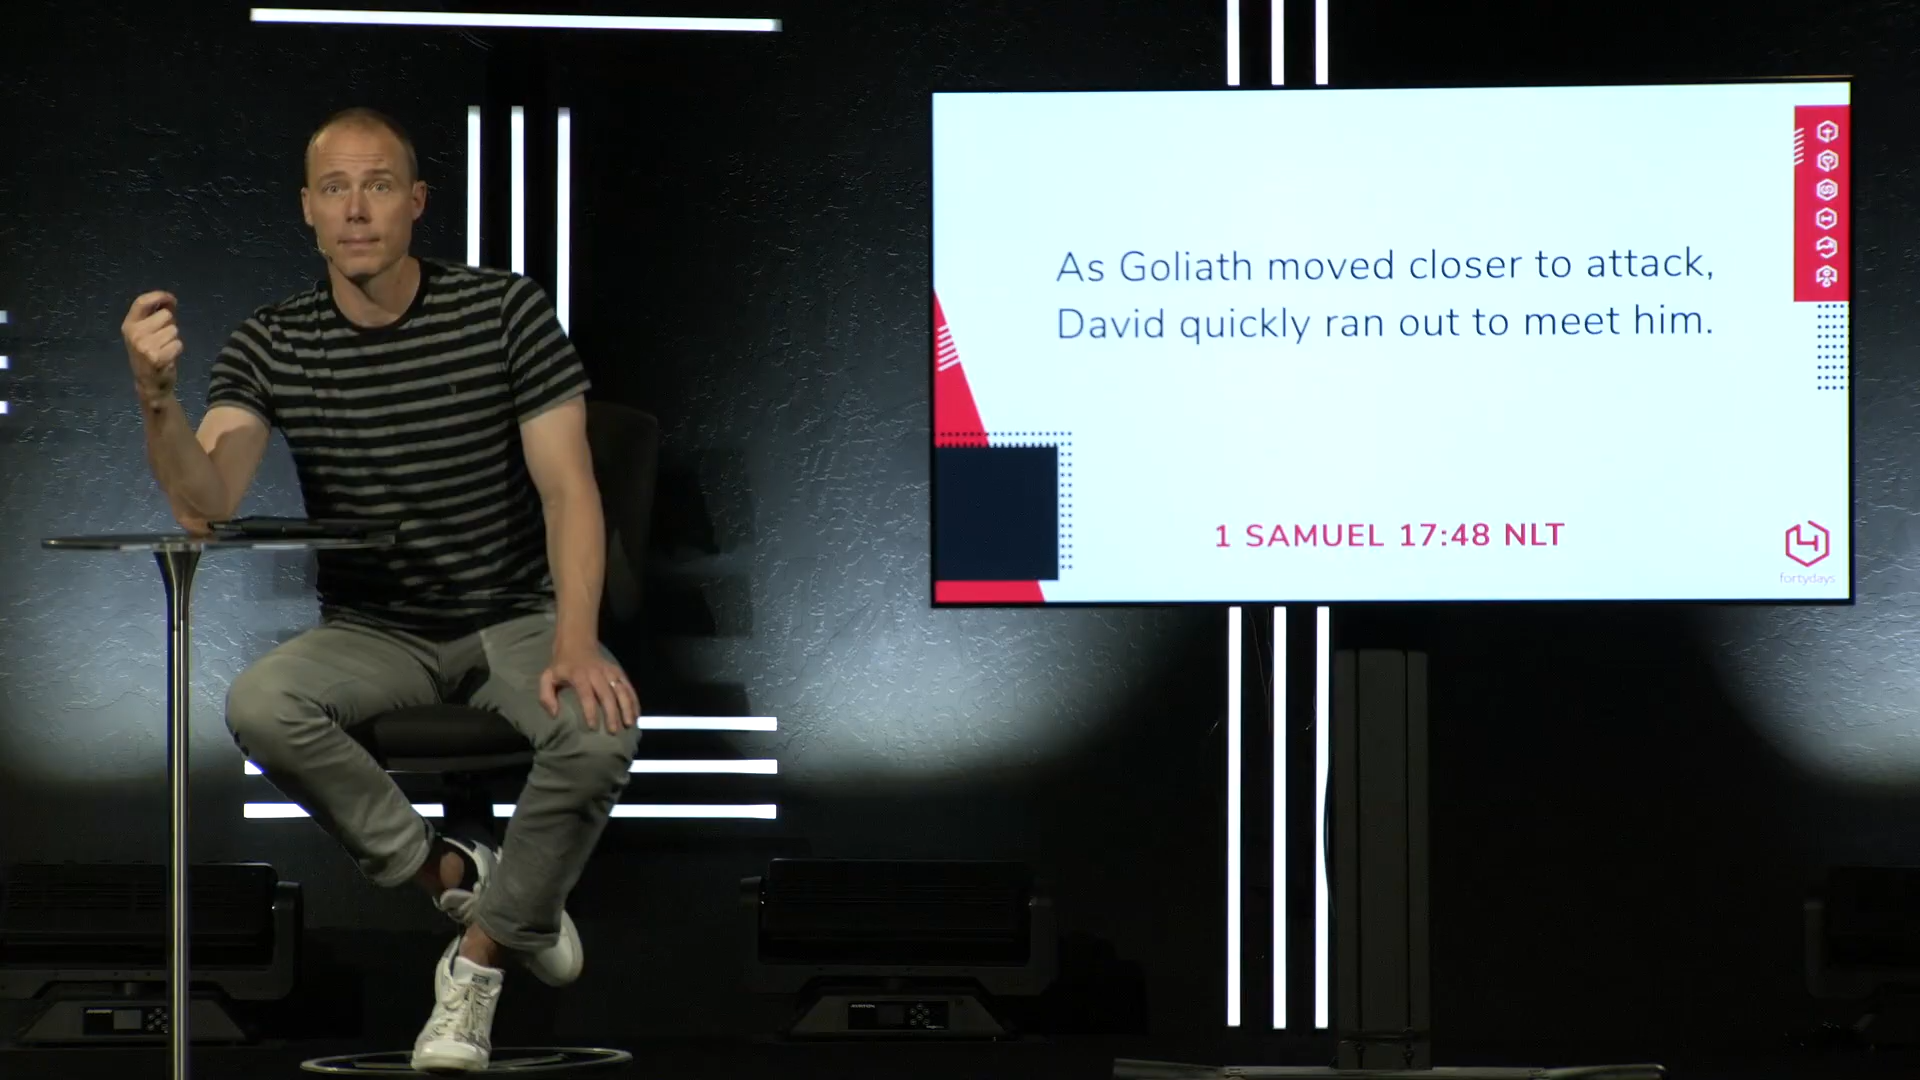 As Goliath moved closer to attack,
David quickly ran out to meet him.
1 SAMUEL 17:48 NLT
fortydays